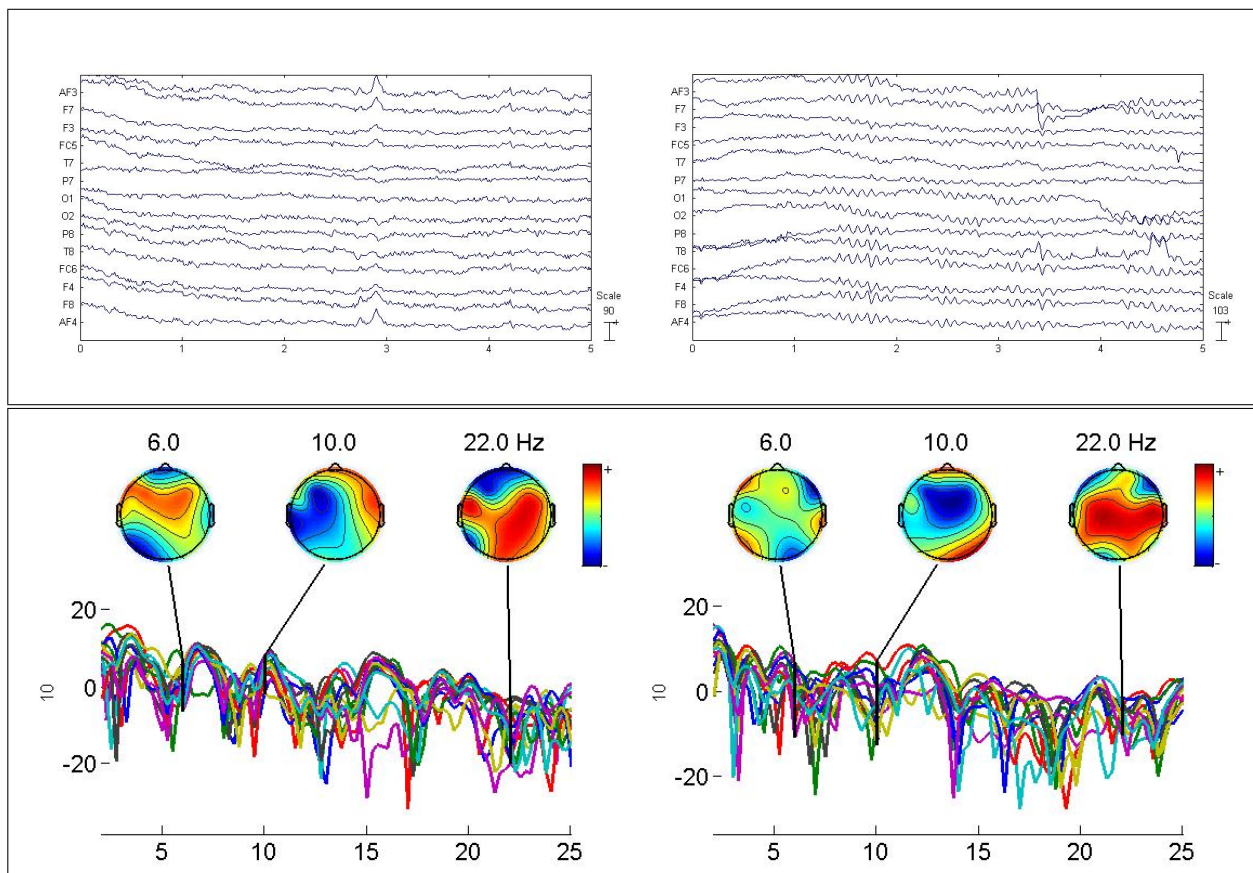 AF3
F7
F3
FC5
T7
P7
O1
O2
P8
T8
FC6
F4
F8
AF4
Scale
90
+
0 1 2 3 4 5
AF3
F7
F3
FC5
T7
P7
O1
O2
P8
T8
FC6
F4
F8
AF4
Scale
103
+
0 1 2 3 4 5
6.0 10.0 22.0 Hz
+
-
20
0
-20
10
5 10 15 20 25
6.0 10.0 22.0 Hz
+
-
20
0
-20
10
5 10 15 20 25